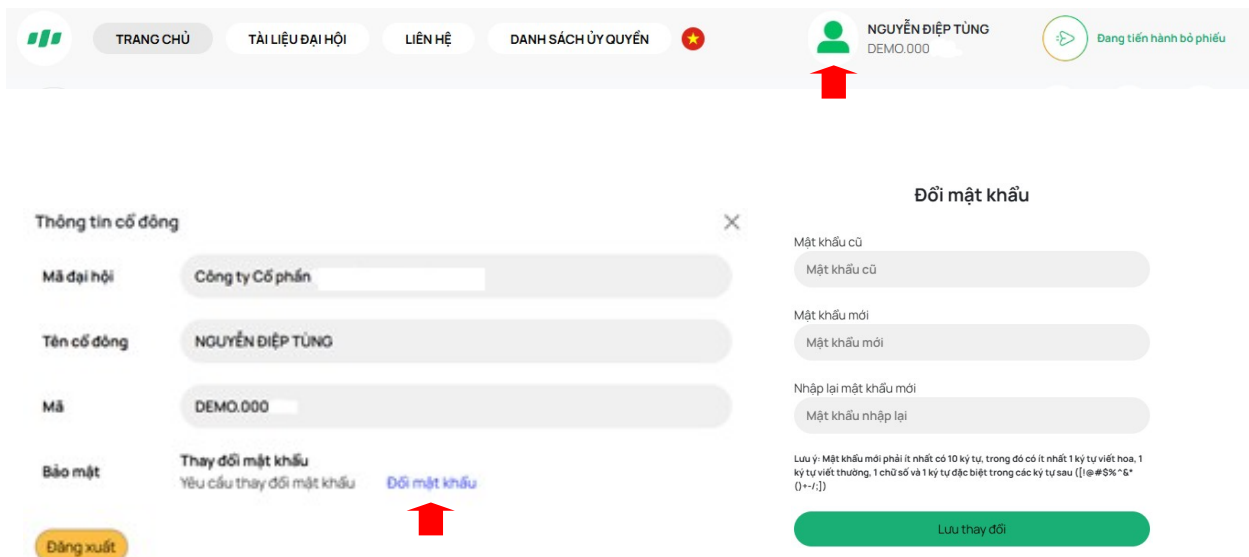 TRANG CHỦ
TÀI LIỆU ĐẠI HỘI
LIÊN HỆ
DANH SÁCH ỦY QUYỀN
NGUYỄN ĐIỆP TÙNG
DEMO.000
Đang tiến hành bỏ phiếu
Thông tin cổ đông
Mã đại hội
Công ty Cổ phần
Tên cổ đông
NGUYỄN ĐIỆP TÙNG
Mã
DEMO.000
Bảo mật
Thay đổi mật khẩu
Yêu cầu thay đổi mật khẩu
Đổi mật khẩu
Đăng xuất
Đổi mật khẩu
Mật khẩu cũ
Mật khẩu cũ
Mật khẩu mới
Mật khẩu mới
Nhập lại mật khẩu mới
Mật khẩu nhập lại
Lưu ý: Mật khẩu mới phải ít nhất có 10 ký tự, trong đó có ít nhất 1 ký tự viết hoa, 1
ký tự viết thường, 1 chữ số và 1 ký tự đặc biệt trong các ký tự sau ([!@#$%^&*
()+-/;])
Lưu thay đổi